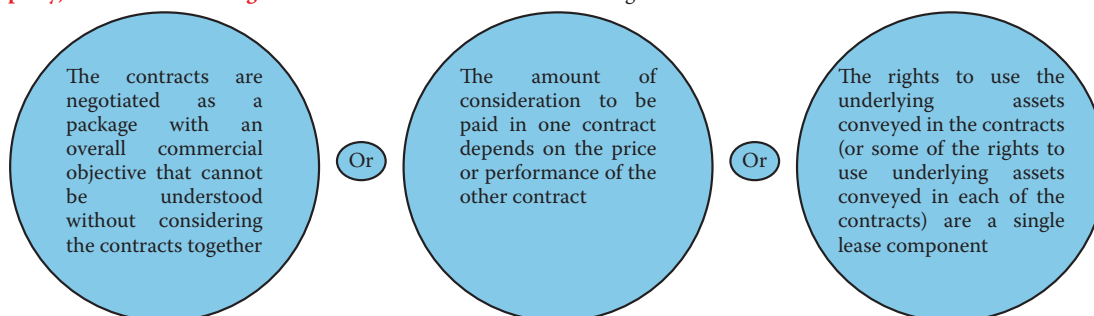 The contracts are
negotiated as a
package with an
overall commercial
objective that cannot
be understood
without considering
the contracts together
Or
The amount of
consideration to be
paid in one contract
depends on the price
or performance of the
other contract
Or
The rights to use the
underlying assets
conveyed in the contracts
(or some of the rights to
use underlying assets
conveyed in each of the
contracts) are a single
lease component